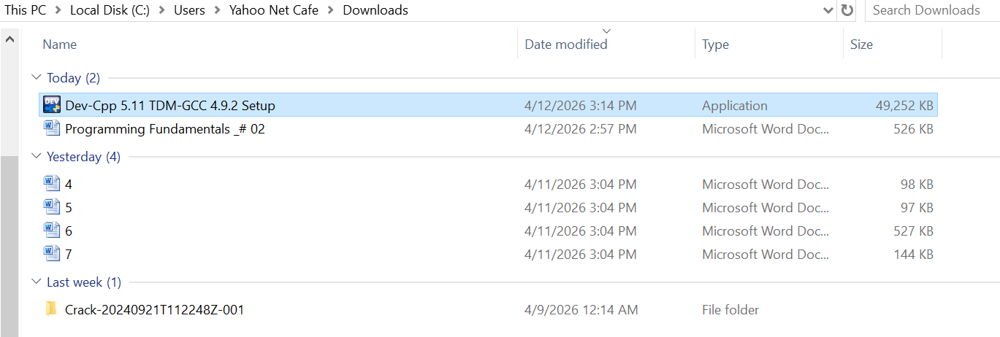 This PC > Local Disk (C:) > Users > Yahoo Net Cafe > Downloads Search Downloads
Name Date modified Type Size
Today (2)
Dev-Cpp 5.11 TDM-GCC 4.9.2 Setup 4/12/2026 3:14 PM Application 49,252 KB
Programming Fundamentals _# 02 4/12/2026 2:57 PM Microsoft Word Doc... 526 KB
Yesterday (4)
4 4/11/2026 3:04 PM Microsoft Word Doc... 98 KB
5 4/11/2026 3:04 PM Microsoft Word Doc... 97 KB
6 4/11/2026 3:04 PM Microsoft Word Doc... 527 KB
7 4/11/2026 3:04 PM Microsoft Word Doc... 144 KB
Last week (1)
Crack-20240921T112248Z-001 4/9/2026 12:14 AM File folder